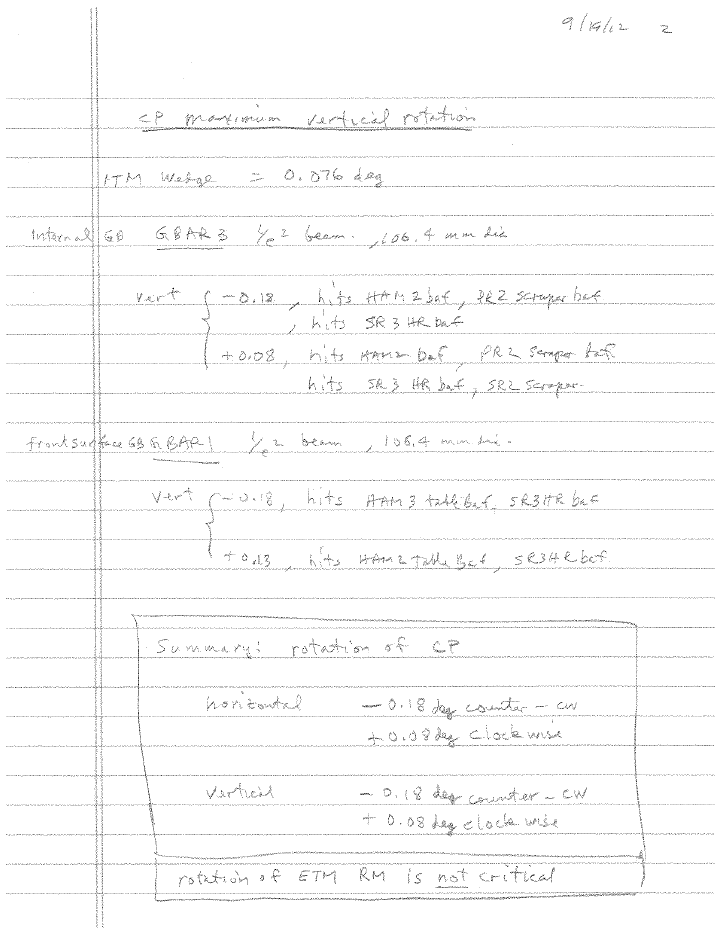 9/19/12 2
CP maximum vertical rotation
ITM Wedge = 0.076 deg
Internal GB GBAR3 1/e² beam. , 106.4 mm dia
vert { -0.18 , hits HAM2 baf, PR2 scraper baf
, hits SR3 HR baf
+0.08, hits HAM2 baf, PR2 scraper baf
hits SR3 HR baf, SR2 scraper
front surface GB GBAR1 1/e² beam , 106.4 mm dia.
vert { -0.18, hits HAM3 table baf, SR3HR baf
+0.13 , hits HAM2 table Baf, SR3HR baf
Summary: rotation of CP
horizontal - 0.18 deg counter - cw
+ 0.08 deg clockwise
vertical - 0.18 deg counter - cw
+ 0.08 deg clockwise
rotation of ETM RM is not critical